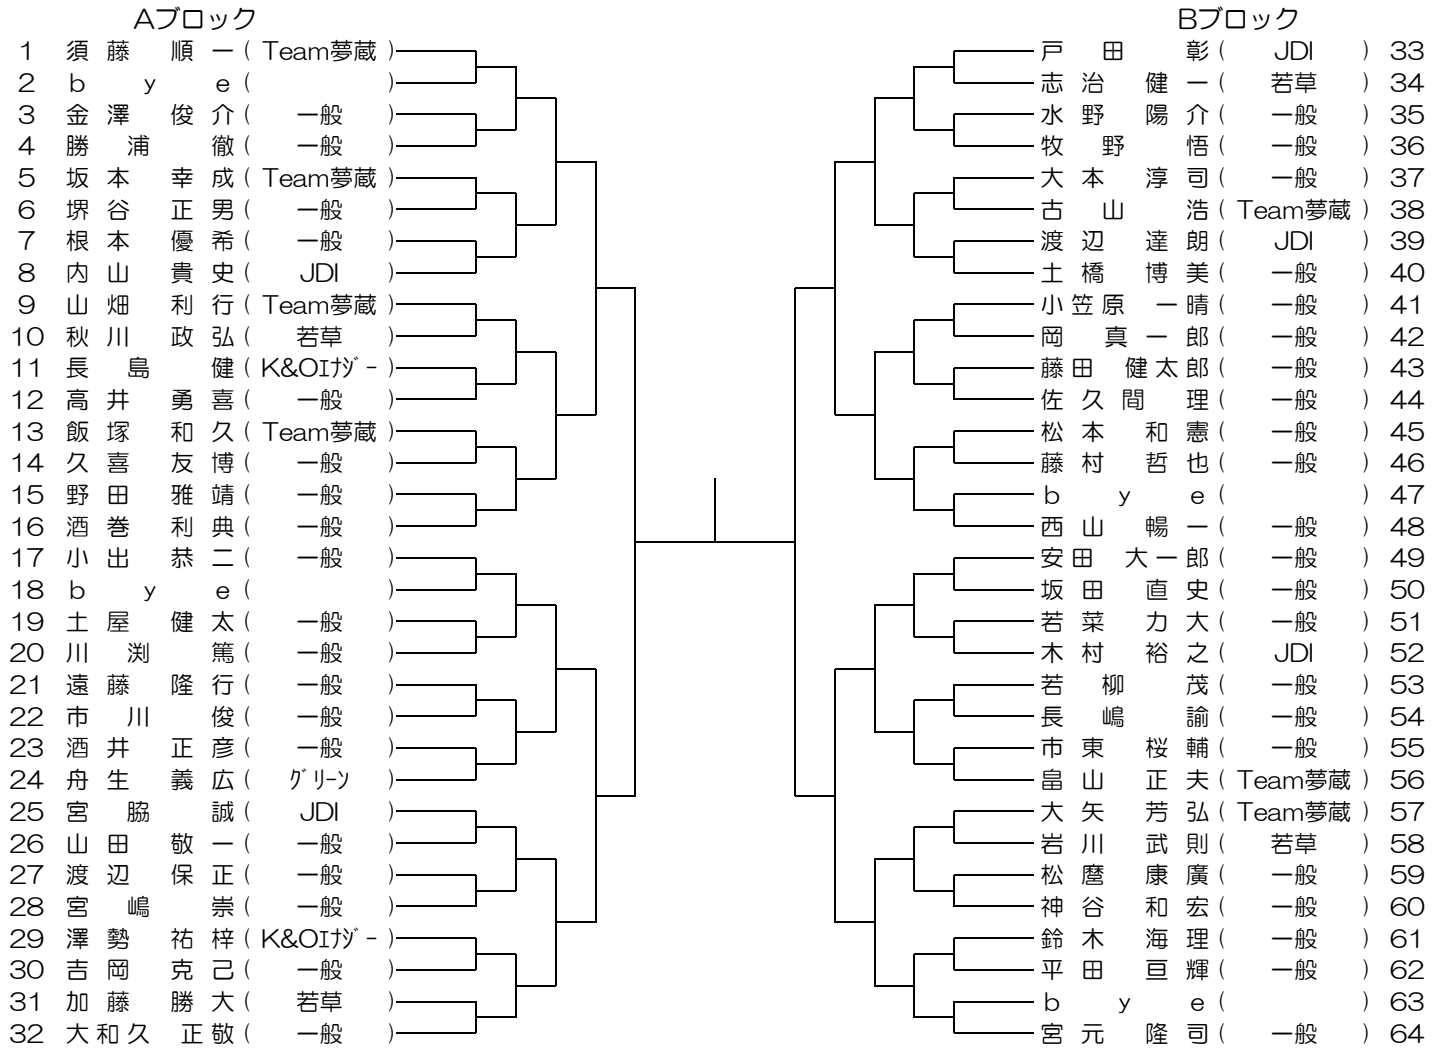 Aブロック
1 須藤 順一 ( Team夢蔵 )
2 bye ( )
3 金澤 俊介 ( 一般 )
4 勝浦 徹 ( 一般 )
5 坂本 幸成 ( Team夢蔵 )
6 堺谷 正男 ( 一般 )
7 根本 優希 ( 一般 )
8 内山 貴史 ( JDI )
9 山畑 利行 ( Team夢蔵 )
10 秋川 政弘 ( 若草 )
11 長島 健 ( K&Oｴﾅｼﾞｰ )
12 高井 勇喜 ( 一般 )
13 飯塚 和久 ( Team夢蔵 )
14 久喜 友博 ( 一般 )
15 野田 雅靖 ( 一般 )
16 酒巻 利典 ( 一般 )
17 小出 恭二 ( 一般 )
18 bye ( )
19 土屋 健太 ( 一般 )
20 川渕 篤 ( 一般 )
21 遠藤 隆行 ( 一般 )
22 市川 俊 ( 一般 )
23 酒井 正彦 ( 一般 )
24 舟生 義広 ( ｸﾞﾘｰﾝ )
25 宮脇 誠 ( JDI )
26 山田 敬一 ( 一般 )
27 渡辺 保正 ( 一般 )
28 宮嶋 崇 ( 一般 )
29 澤勢 祐梓 ( K&Oｴﾅｼﾞｰ )
30 吉岡 克己 ( 一般 )
31 加藤 勝大 ( 若草 )
32 大和久 正敬 ( 一般 )
Bブロック
戸田 彰 ( JDI ) 33
志治 健一 ( 若草 ) 34
水野 陽介 ( 一般 ) 35
牧野 悟 ( 一般 ) 36
大本 淳司 ( 一般 ) 37
古山 浩 ( Team夢蔵 ) 38
渡辺 達朗 ( JDI ) 39
土橋 博美 ( 一般 ) 40
小笠原 一晴 ( 一般 ) 41
岡 真一郎 ( 一般 ) 42
藤田 健太郎 ( 一般 ) 43
佐久間 理 ( 一般 ) 44
松本 和憲 ( 一般 ) 45
藤村 哲也 ( 一般 ) 46
bye ( ) 47
西山 暢一 ( 一般 ) 48
安田 大一郎 ( 一般 ) 49
坂田 直史 ( 一般 ) 50
若菜 力大 ( 一般 ) 51
木村 裕之 ( JDI ) 52
若柳 茂 ( 一般 ) 53
長嶋 諭 ( 一般 ) 54
市東 桜輔 ( 一般 ) 55
畠山 正夫 ( Team夢蔵 ) 56
大矢 芳弘 ( Team夢蔵 ) 57
岩川 武則 ( 若草 ) 58
松麿 康廣 ( 一般 ) 59
神谷 和宏 ( 一般 ) 60
鈴木 海理 ( 一般 ) 61
平田 亘輝 ( 一般 ) 62
bye ( ) 63
宮元 隆司 ( 一般 ) 64